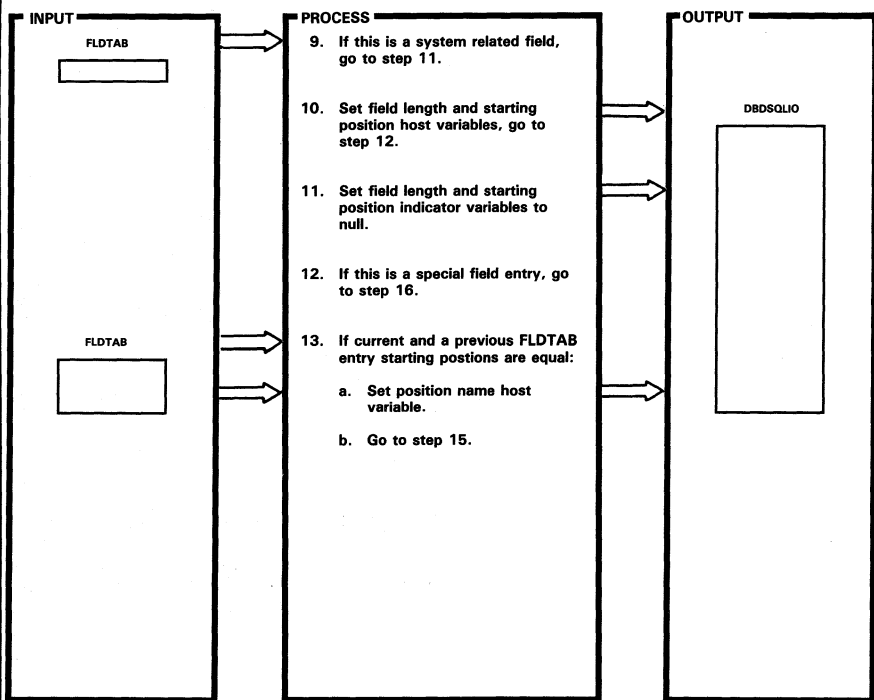 INPUT
FLDTAB
FLDTAB
PROCESS
9. If this is a system related field,
go to step 11.
10. Set field length and starting
position host variables, go to
step 12.
11. Set field length and starting
position indicator variables to
null.
12. If this is a special field entry, go
to step 16.
13. If current and a previous FLDTAB
entry starting postions are equal:
a. Set position name host
variable.
b. Go to step 15.
OUTPUT
DBDSQLIO